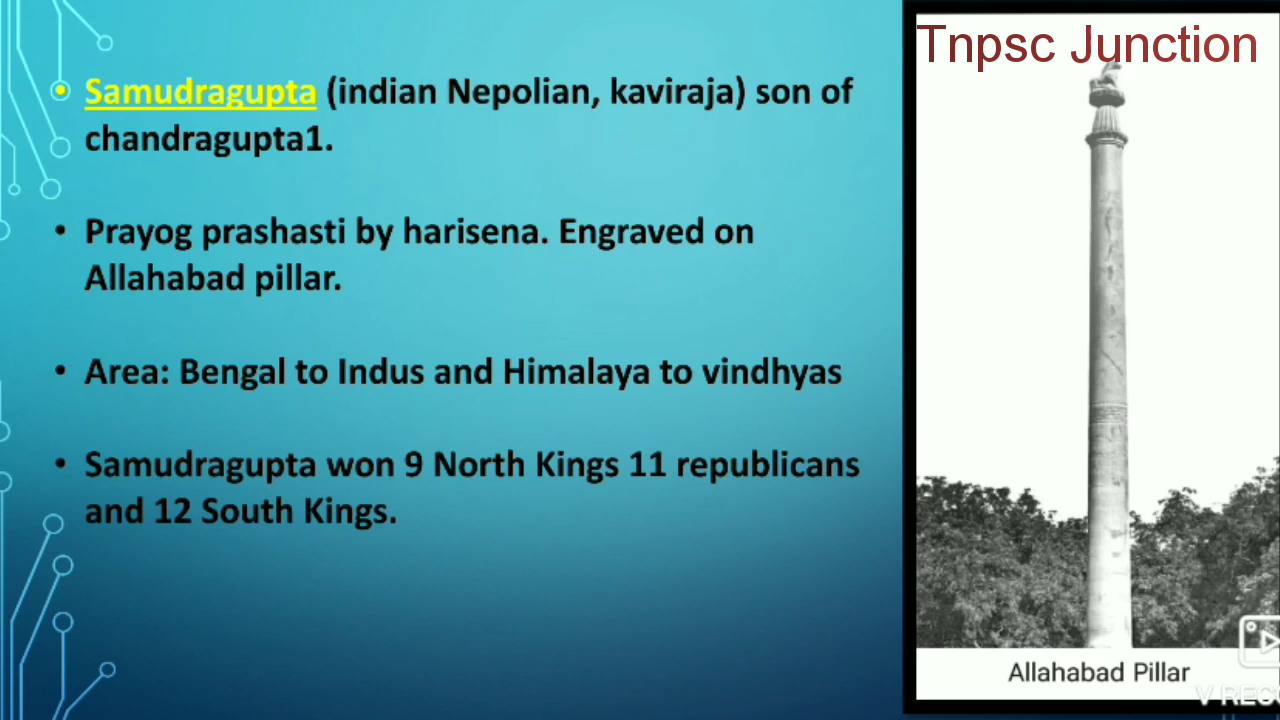 Tnpsc Junction
Samudragupta (indian Nepolian, kaviraja) son of
chandragupta1.
Prayog prashasti by harisena. Engraved on
Allahabad pillar.
Area: Bengal to Indus and Himalaya to vindhyas
Samudragupta won 9 North Kings 11 republicans
and 12 South Kings.
Allahabad Pillar
V REC